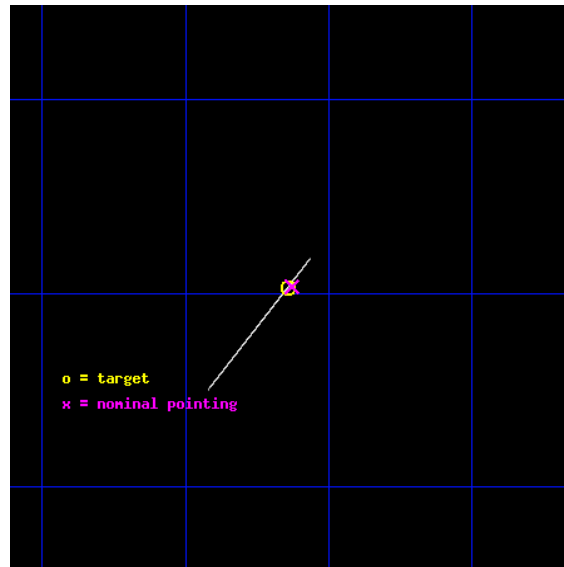 o = target
x = nominal pointing